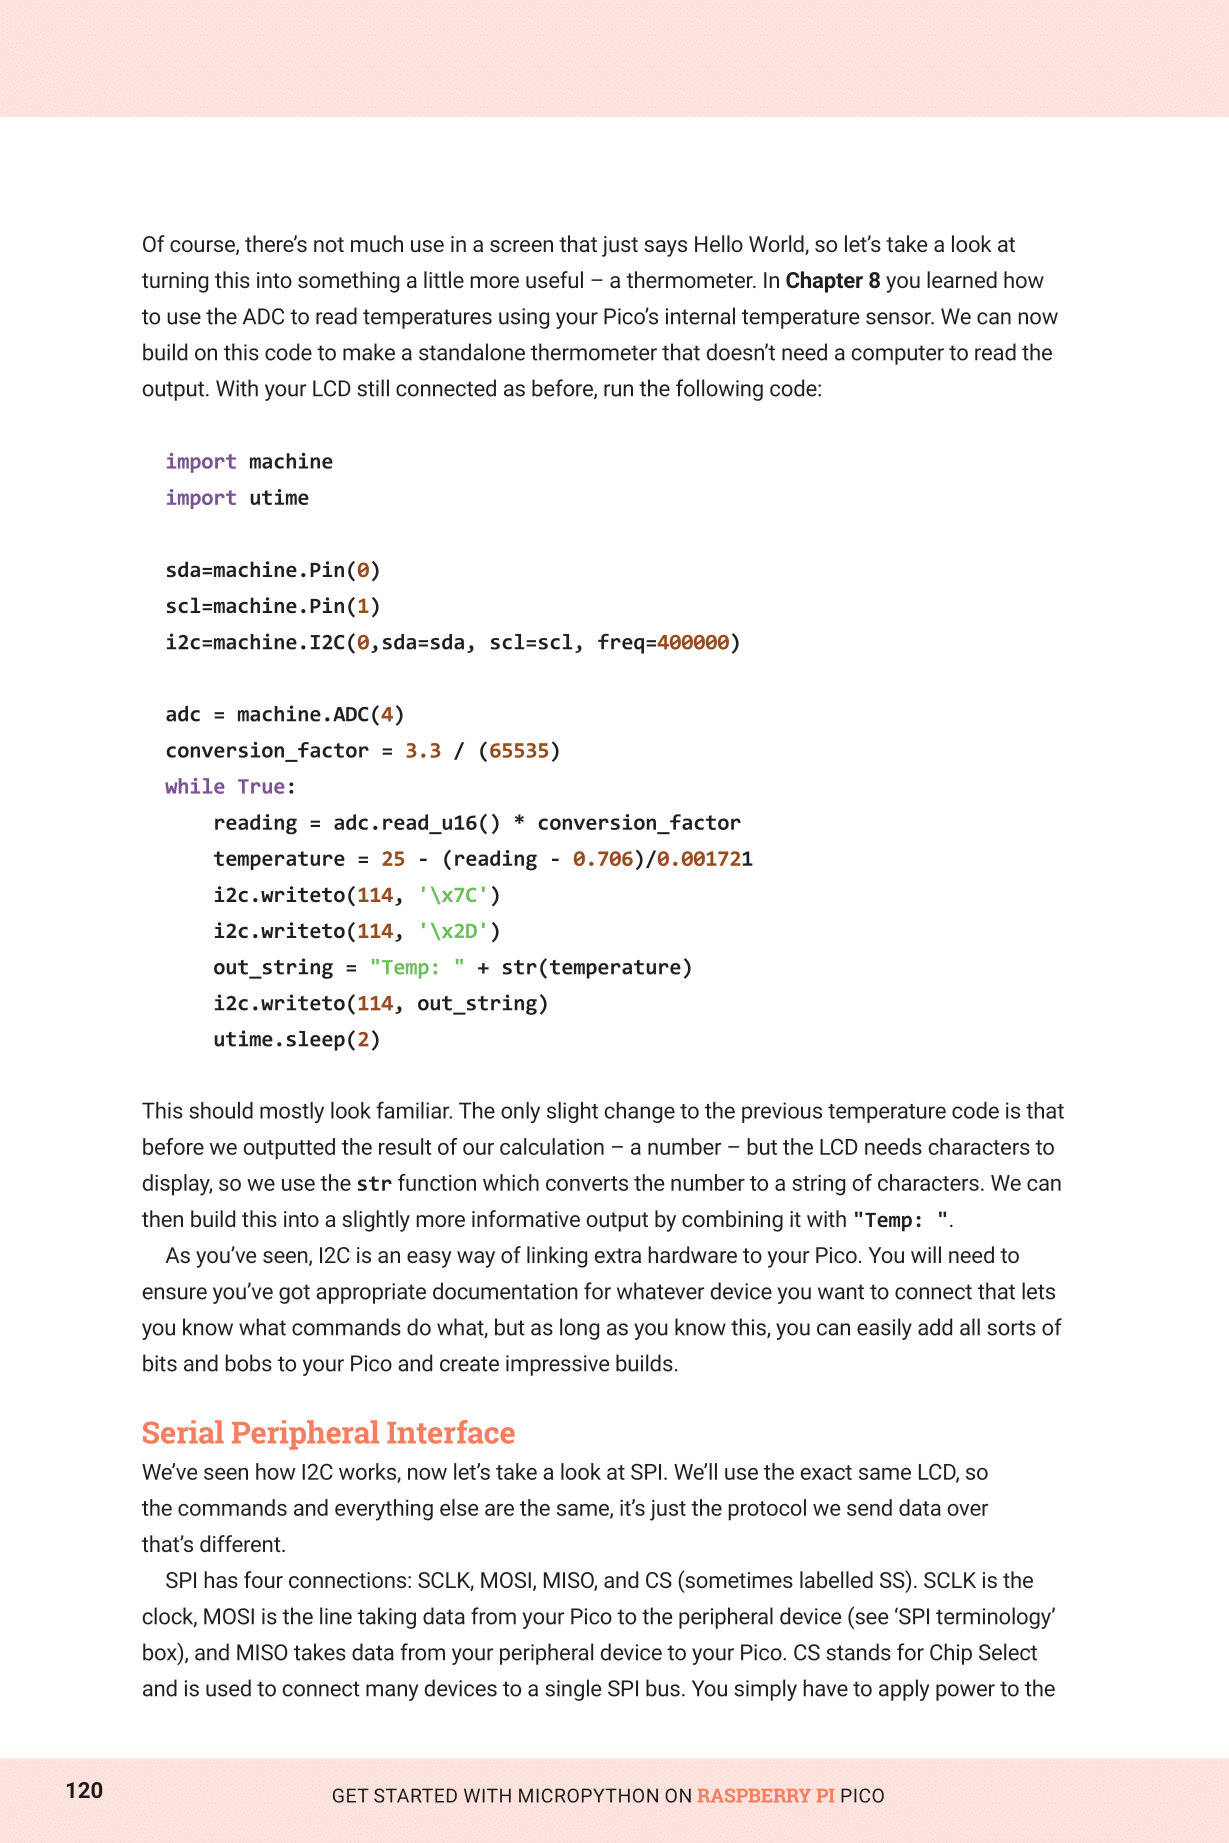 Of course, there’s not much use in a screen that just says Hello World, so let’s take a look at
turning this into something a little more useful – a thermometer. In Chapter 8 you learned how
to use the ADC to read temperatures using your Pico’s internal temperature sensor. We can now
build on this code to make a standalone thermometer that doesn’t need a computer to read the
output. With your LCD still connected as before, run the following code:
import machine
import utime
sda=machine.Pin(0)
scl=machine.Pin(1)
i2c=machine.I2C(0,sda=sda, scl=scl, freq=400000)
adc = machine.ADC(4)
conversion_factor = 3.3 / (65535)
while True:
    reading = adc.read_u16() * conversion_factor
    temperature = 25 - (reading - 0.706)/0.001721
    i2c.writeto(114, '\x7C')
    i2c.writeto(114, '\x2D')
    out_string = "Temp: " + str(temperature)
    i2c.writeto(114, out_string)
    utime.sleep(2)
This should mostly look familiar. The only slight change to the previous temperature code is that
before we outputted the result of our calculation – a number – but the LCD needs characters to
display, so we use the str function which converts the number to a string of characters. We can
then build this into a slightly more informative output by combining it with "Temp: ".
As you’ve seen, I2C is an easy way of linking extra hardware to your Pico. You will need to
ensure you’ve got appropriate documentation for whatever device you want to connect that lets
you know what commands do what, but as long as you know this, you can easily add all sorts of
bits and bobs to your Pico and create impressive builds.
Serial Peripheral Interface
We’ve seen how I2C works, now let’s take a look at SPI. We’ll use the exact same LCD, so
the commands and everything else are the same, it’s just the protocol we send data over
that’s different.
SPI has four connections: SCLK, MOSI, MISO, and CS (sometimes labelled SS). SCLK is the
clock, MOSI is the line taking data from your Pico to the peripheral device (see ‘SPI terminology’
box), and MISO takes data from your peripheral device to your Pico. CS stands for Chip Select
and is used to connect many devices to a single SPI bus. You simply have to apply power to the
120
GET STARTED WITH MICROPYTHON ON RASPBERRY PI PICO